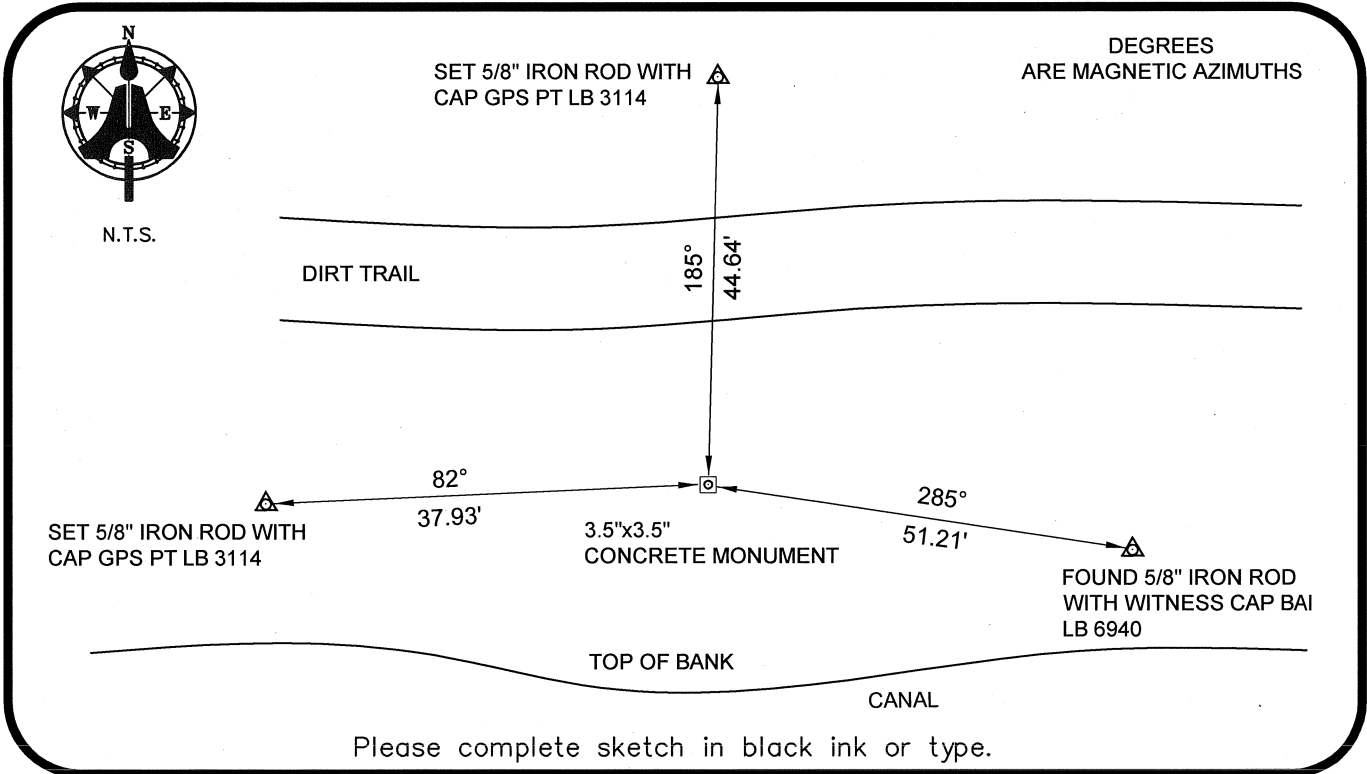 N
W E
S
N.T.S.
SET 5/8" IRON ROD WITH
CAP GPS PT LB 3114
DEGREES
ARE MAGNETIC AZIMUTHS
DIRT TRAIL
185°
44.64'
82°
37.93'
SET 5/8" IRON ROD WITH
CAP GPS PT LB 3114
3.5"x3.5"
CONCRETE MONUMENT
285°
51.21'
FOUND 5/8" IRON ROD
WITH WITNESS CAP BAI
LB 6940
TOP OF BANK
CANAL
Please complete sketch in black ink or type.